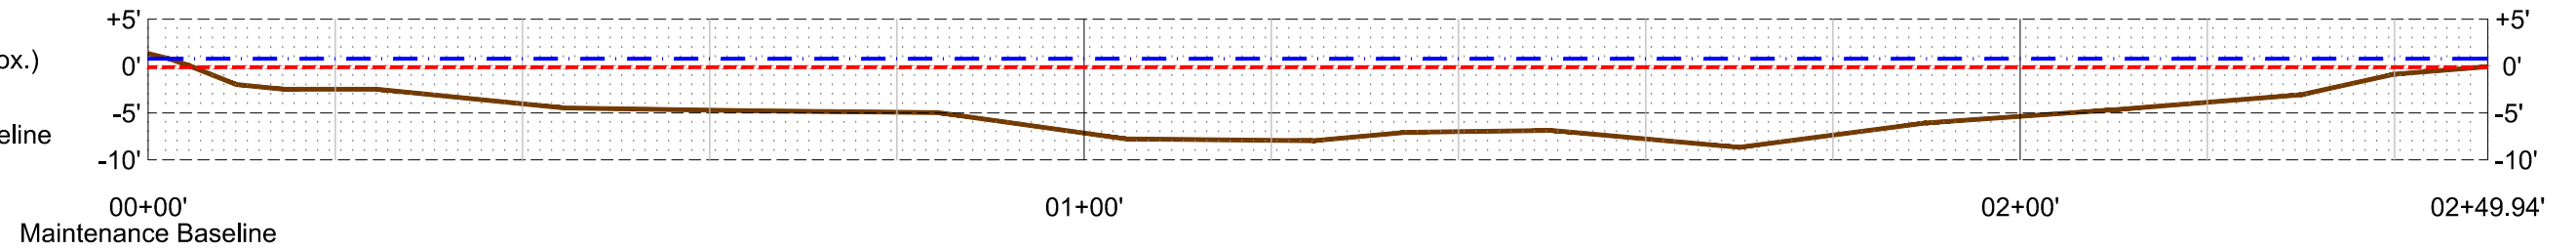 +5' +5'
ox.) 0' 0'
-5' -5'
eline
-10' -10'
00+00' 01+00' 02+00' 02+49.94'
Maintenance Baseline